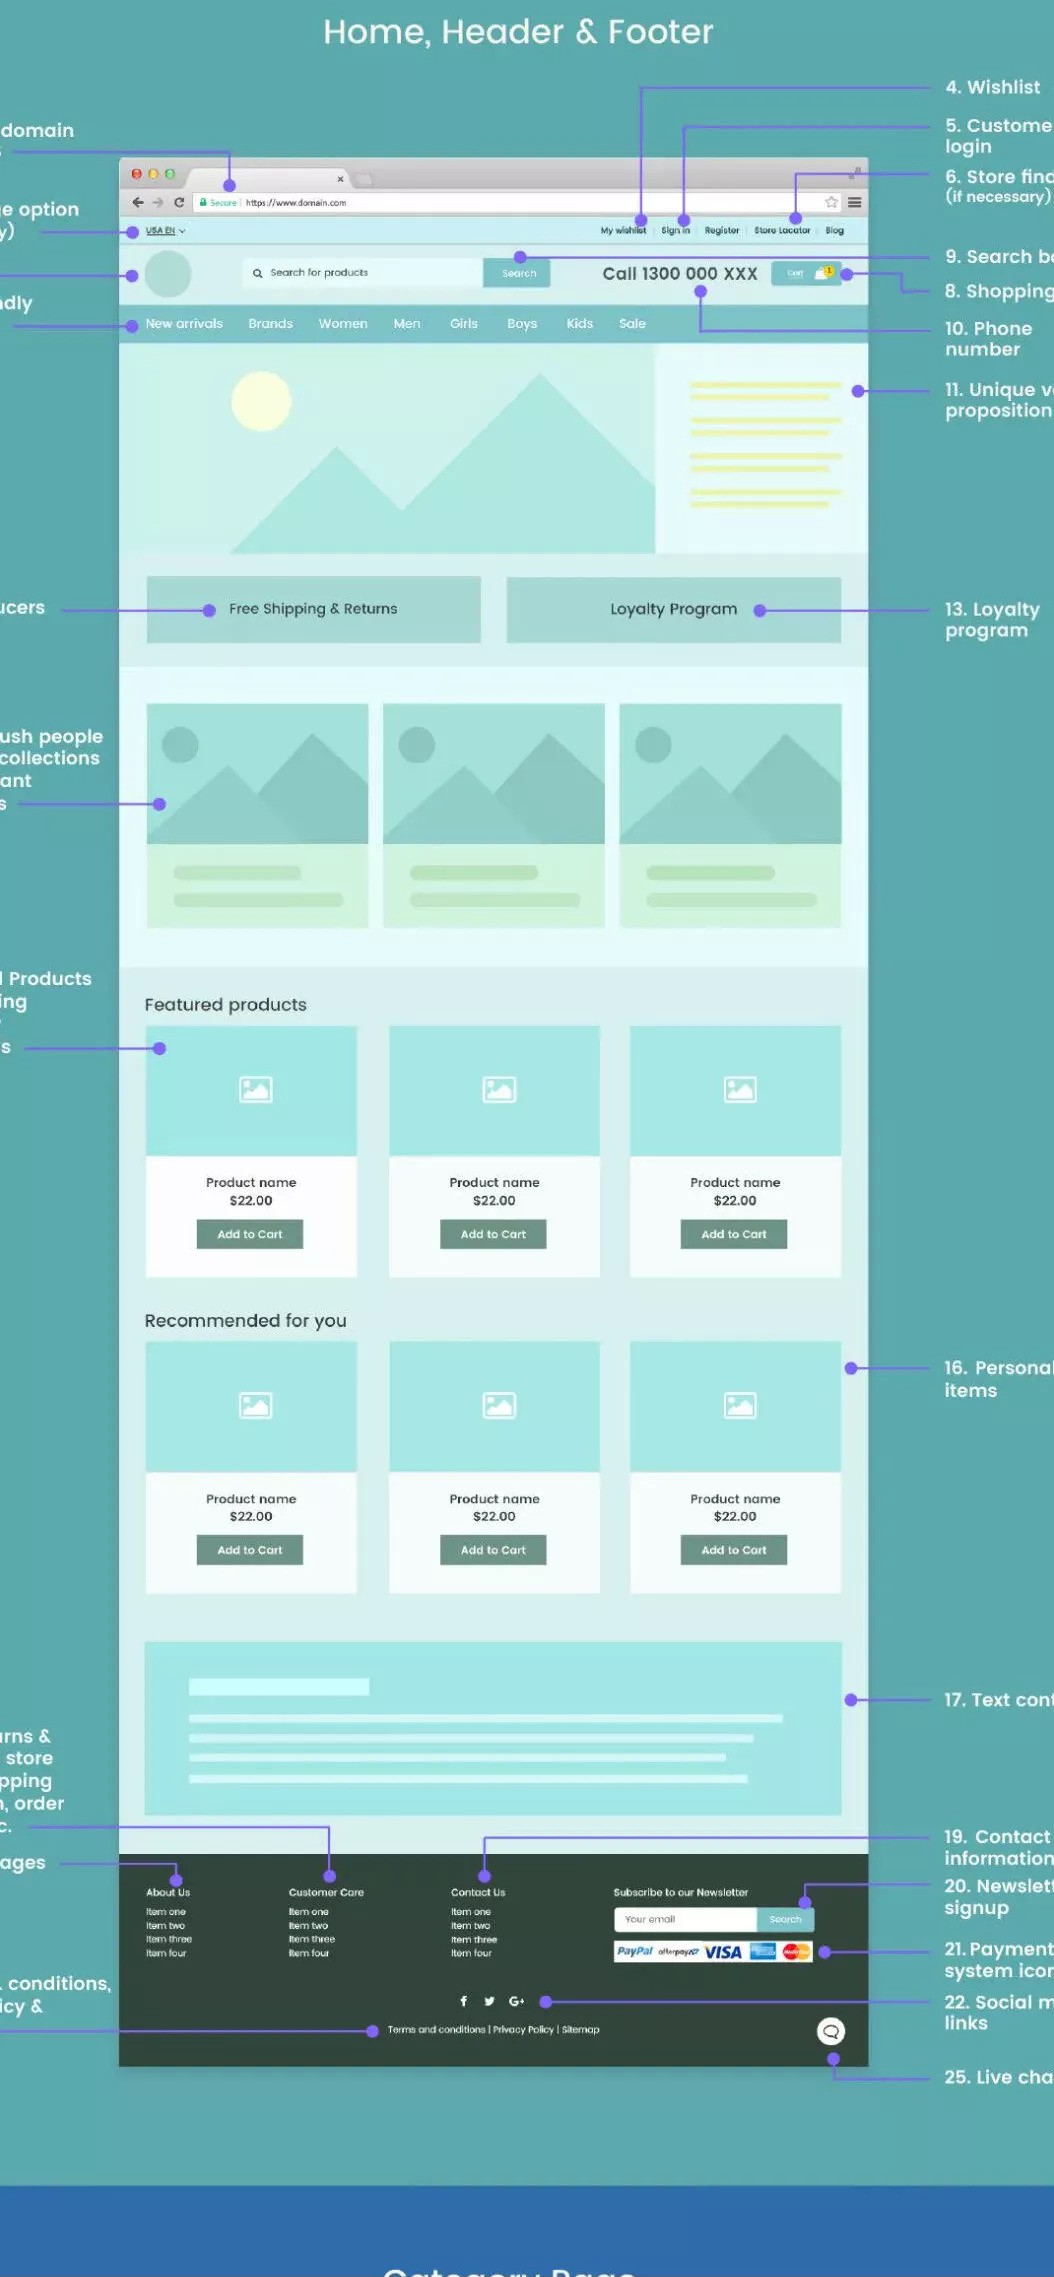 Home, Header & Footer
domain
ge option
y)
ndly
4. Wishlist
5. Custome
login
6. Store find
(if necessary)
9. Search bo
8. Shopping
10. Phone
number
11. Unique v
proposition
Secure
https://www.domain.com
USA EN
My wishlist
Sign in
Register
Store Locator
Blog
Search for products
Search
Call 1300 000 XXX
Cart
1
New arrivals
Brands
Women
Men
Girls
Boys
Kids
Sale
ucers
Free Shipping & Returns
Loyalty Program
13. Loyalty
program
ush people
collections
ant
s
l Products
ing
s
Featured products
Product name
$22.00
Add to Cart
Product name
$22.00
Add to Cart
Product name
$22.00
Add to Cart
Recommended for you
16. Personal
items
Product name
$22.00
Add to Cart
Product name
$22.00
Add to Cart
Product name
$22.00
Add to Cart
17. Text cont
urns &
store
pping
n, order
c.
ages
19. Contact
information
20. Newslett
signup
21. Payment
system icon
22. Social m
links
25. Live cha
About Us
Item one
Item two
Item three
Item four
Customer Care
Item one
Item two
Item three
Item four
Contact Us
Item one
Item two
Item three
Item four
Subscribe to our Newsletter
Your email
Search
PayPal afterpay VISA
conditions,
icy &
Terms and conditions | Privacy Policy | Sitemap
Category Page